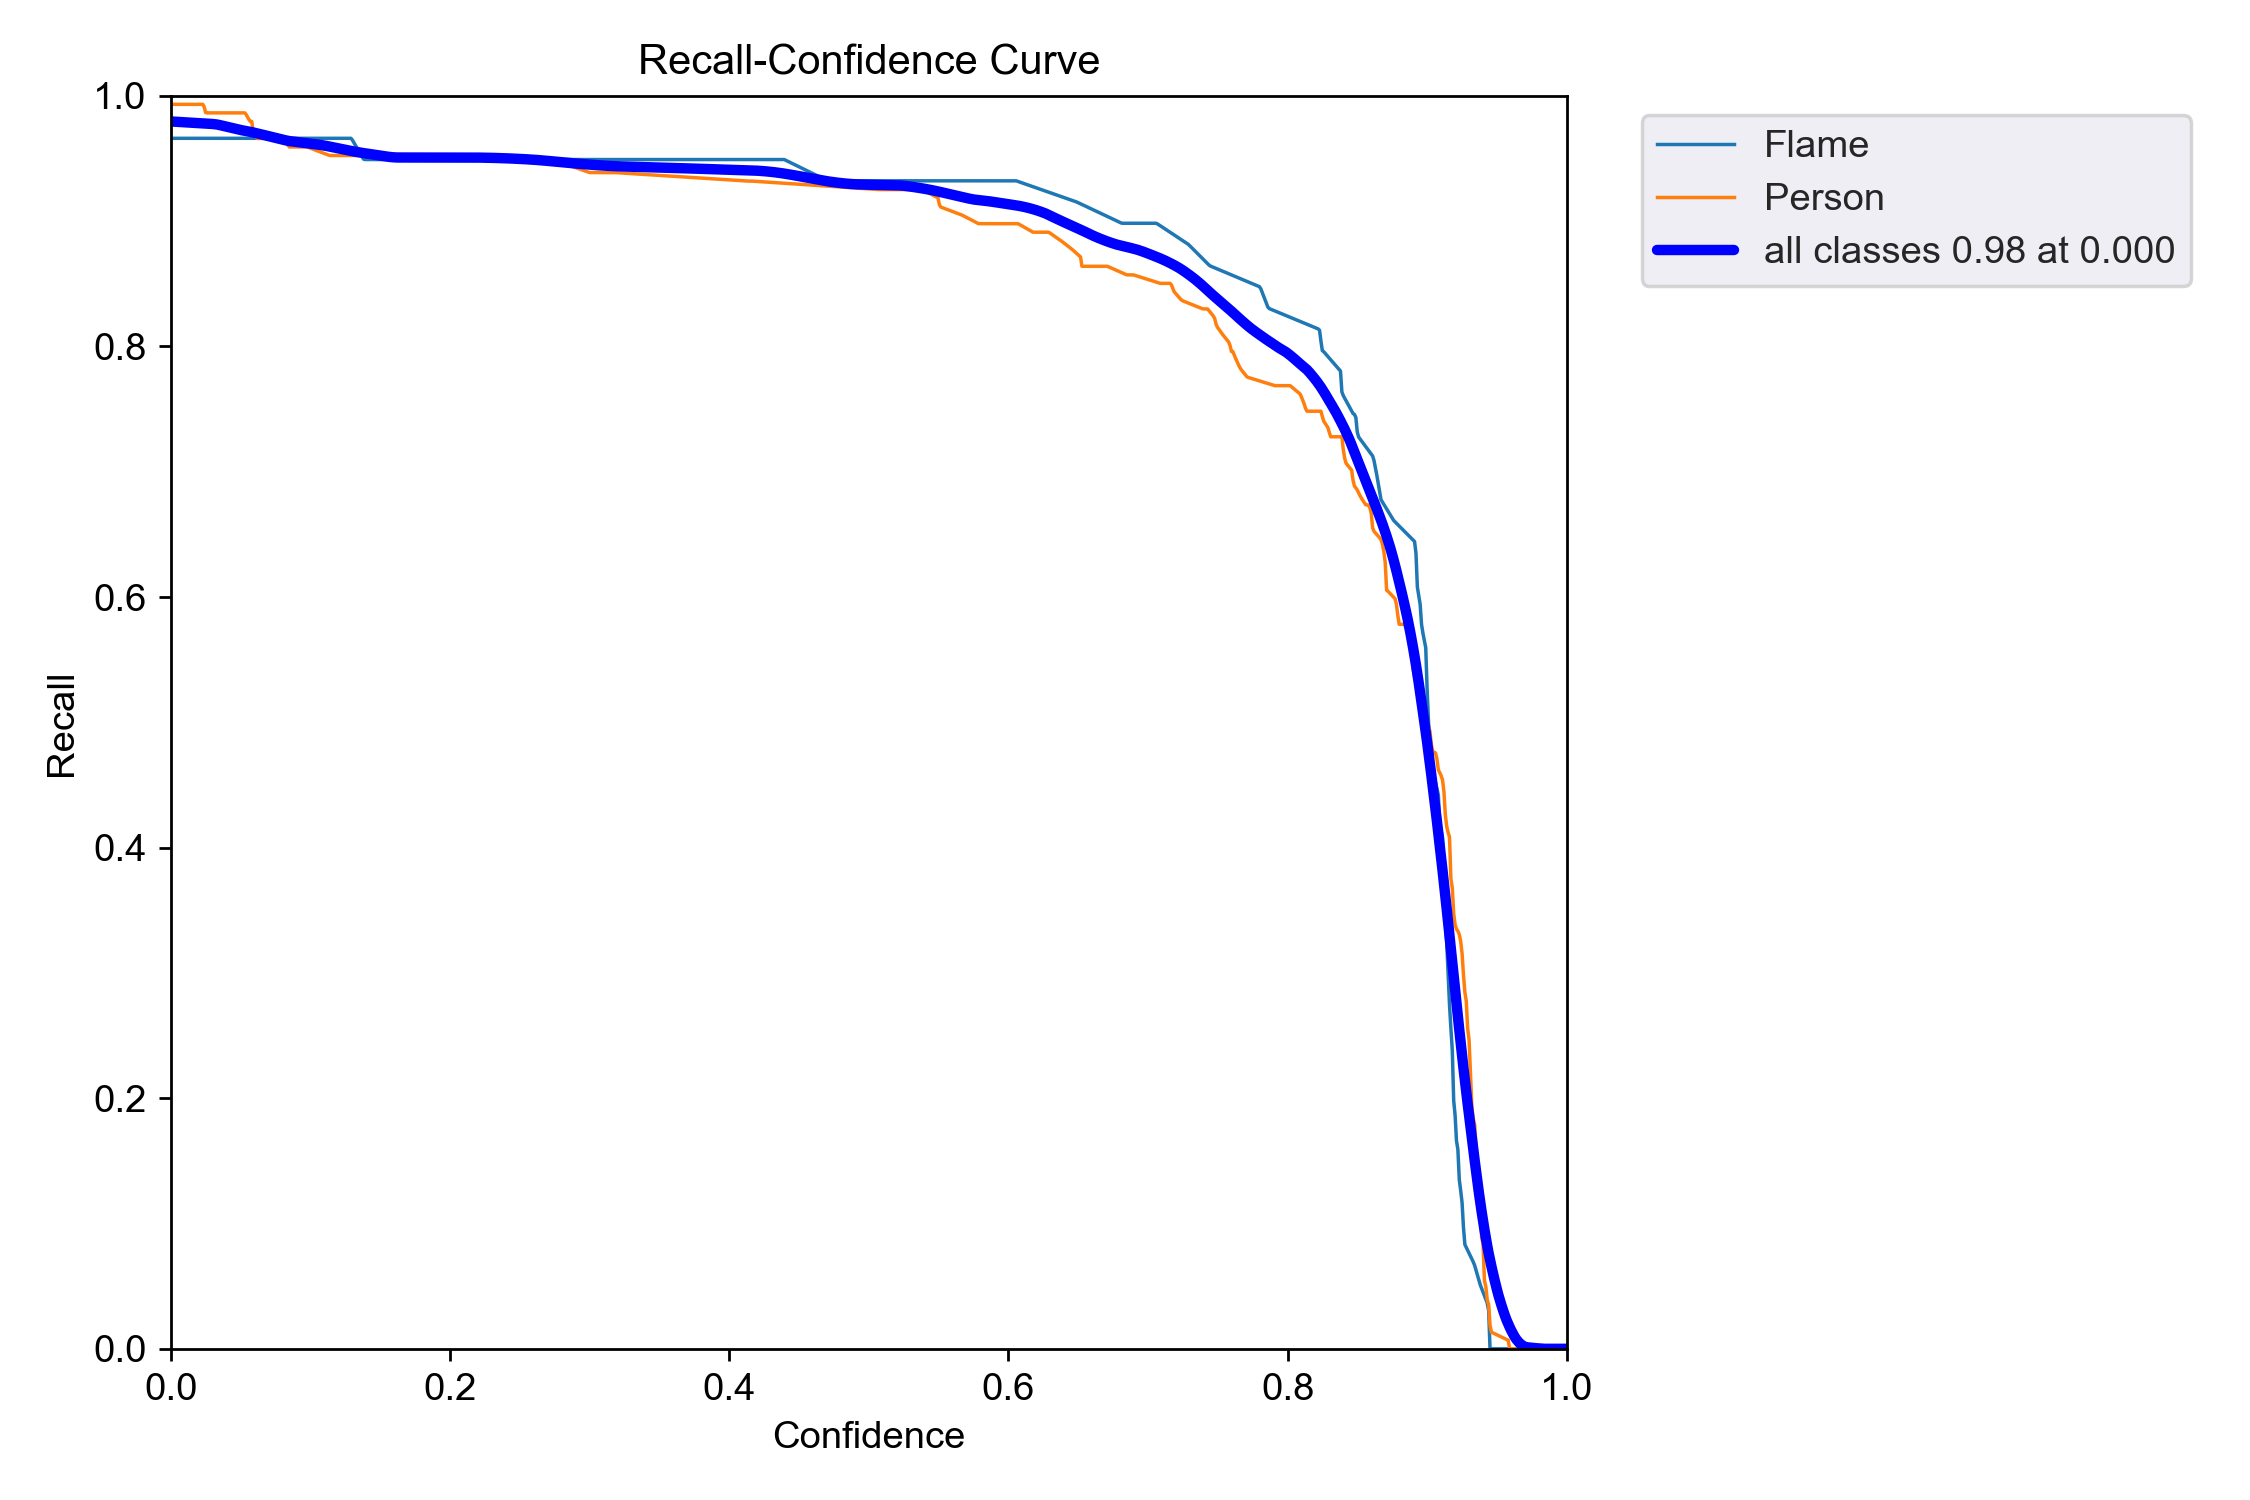 Recall-Confidence Curve
1.0
0.8
0.6
0.4
0.2
0.0
Recall
0.0 0.2 0.4 0.6 0.8 1.0
Confidence
Flame
Person
all classes 0.98 at 0.000